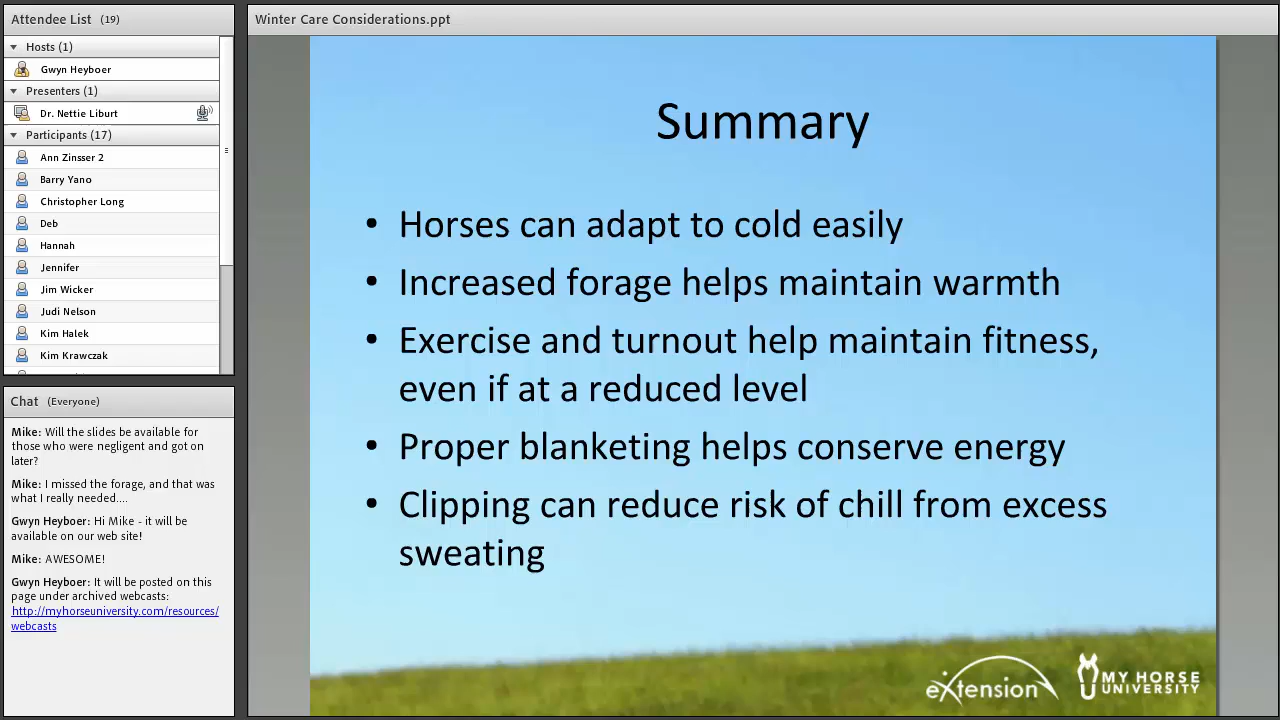 Attendee List (19)
Hosts (1)
Gwyn Heyboer
Presenters (1)
Dr. Nettie Liburt
Participants (17)
Ann Zinsser 2
Barry Yano
Christopher Long
Deb
Hannah
Jennifer
Jim Wicker
Judi Nelson
Kim Halek
Kim Krawczak
Chat (Everyone)
Mike: Will the slides be available for
those who were negligent and got on
later?
Mike: I missed the forage, and that was
what I really needed....
Gwyn Heyboer: Hi Mike - it will be
available on our web site!
Mike: AWESOME!
Gwyn Heyboer: It will be posted on this
page under archived webcasts:
http://myhorseuniversity.com/resources/
webcasts
Winter Care Considerations.ppt
Summary
• Horses can adapt to cold easily
• Increased forage helps maintain warmth
• Exercise and turnout help maintain fitness,
even if at a reduced level
• Proper blanketing helps conserve energy
• Clipping can reduce risk of chill from excess
sweating
eXtension
MY HORSE
UNIVERSITY